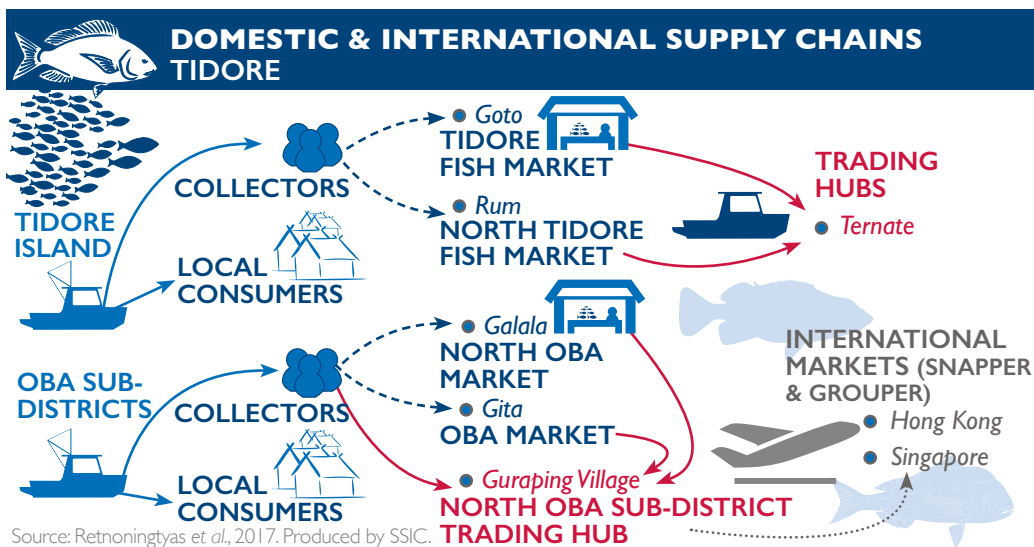 DOMESTIC & INTERNATIONAL SUPPLY CHAINS
TIDORE
Goto
TIDORE
FISH MARKET
COLLECTORS
Rum
NORTH TIDORE
FISH MARKET
TRADING
HUBS
Ternate
TIDORE
ISLAND
LOCAL
CONSUMERS
Galala
NORTH OBA
MARKET
OBA SUB-
DISTRICTS
COLLECTORS
Gita
OBA MARKET
LOCAL
CONSUMERS
Guraping Village
NORTH OBA SUB-DISTRICT
TRADING HUB
INTERNATIONAL
MARKETS (SNAPPER
& GROUPER)
Hong Kong
Singapore
Source: Retnoningtyas et al., 2017. Produced by SSIC.